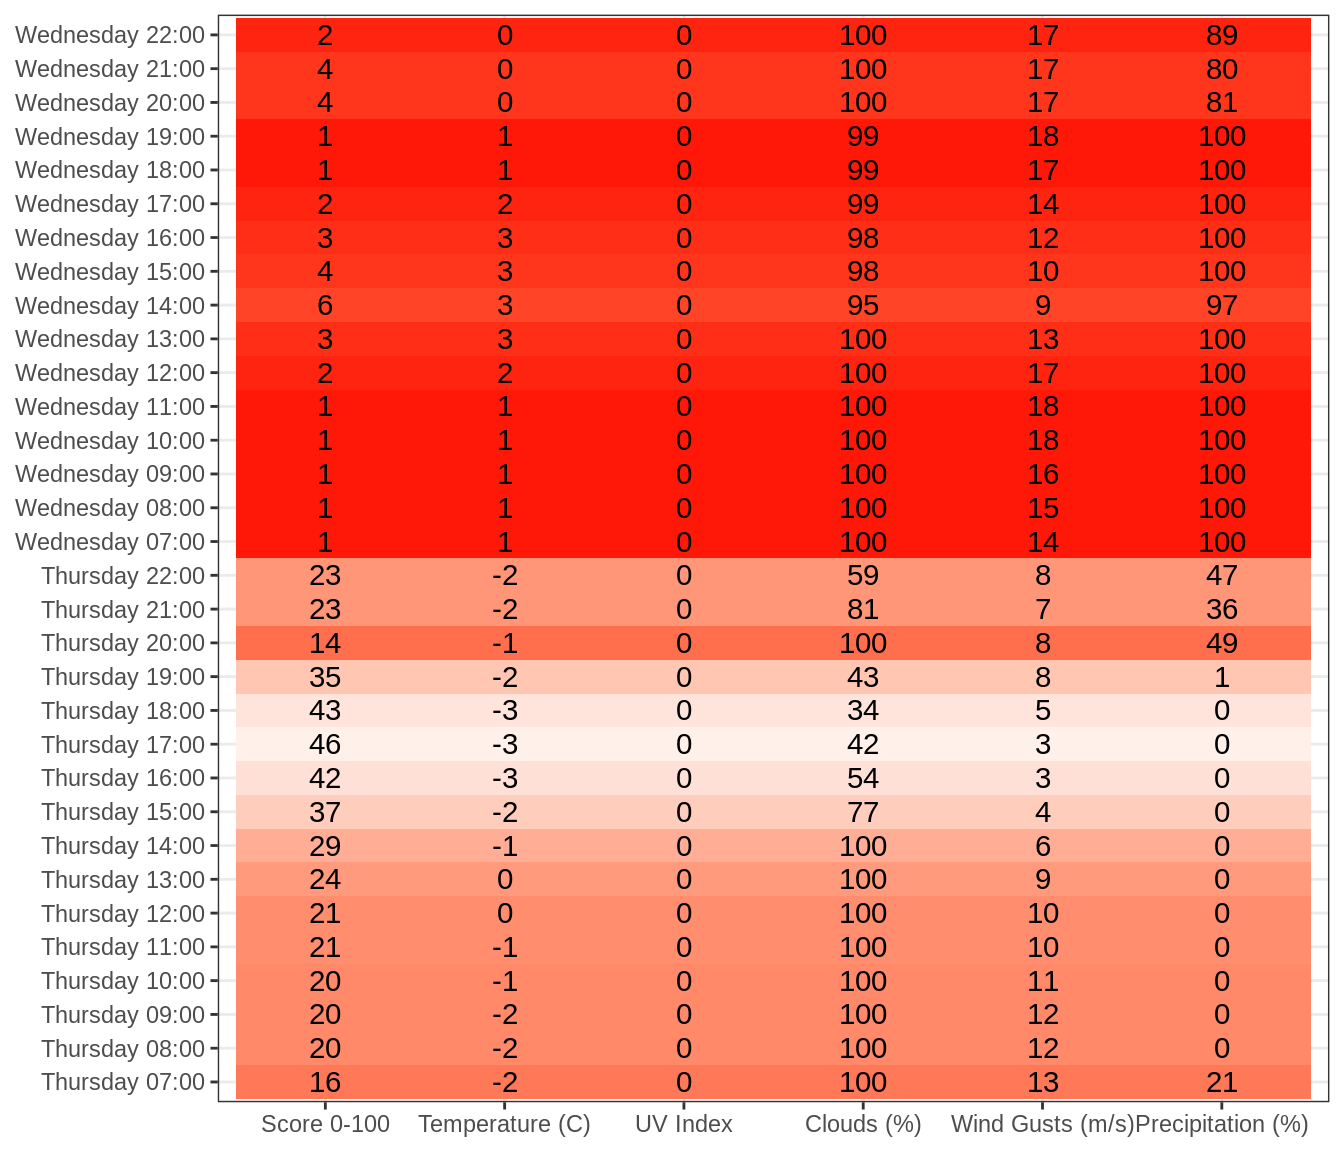 Wednesday 22:00 2 0 0 100 17 89
Wednesday 21:00 4 0 0 100 17 80
Wednesday 20:00 4 0 0 100 17 81
Wednesday 19:00 1 1 0 99 18 100
Wednesday 18:00 1 1 0 99 17 100
Wednesday 17:00 2 2 0 99 14 100
Wednesday 16:00 3 3 0 98 12 100
Wednesday 15:00 4 3 0 98 10 100
Wednesday 14:00 6 3 0 95 9 97
Wednesday 13:00 3 3 0 100 13 100
Wednesday 12:00 2 2 0 100 17 100
Wednesday 11:00 1 1 0 100 18 100
Wednesday 10:00 1 1 0 100 18 100
Wednesday 09:00 1 1 0 100 16 100
Wednesday 08:00 1 1 0 100 15 100
Wednesday 07:00 1 1 0 100 14 100
Thursday 22:00 23 -2 0 59 8 47
Thursday 21:00 23 -2 0 81 7 36
Thursday 20:00 14 -1 0 100 8 49
Thursday 19:00 35 -2 0 43 8 1
Thursday 18:00 43 -3 0 34 5 0
Thursday 17:00 46 -3 0 42 3 0
Thursday 16:00 42 -3 0 54 3 0
Thursday 15:00 37 -2 0 77 4 0
Thursday 14:00 29 -1 0 100 6 0
Thursday 13:00 24 0 0 100 9 0
Thursday 12:00 21 0 0 100 10 0
Thursday 11:00 21 -1 0 100 10 0
Thursday 10:00 20 -1 0 100 11 0
Thursday 09:00 20 -2 0 100 12 0
Thursday 08:00 20 -2 0 100 12 0
Thursday 07:00 16 -2 0 100 13 21
Score 0-100 Temperature (C) UV Index Clouds (%) Wind Gusts (m/s) Precipitation (%)